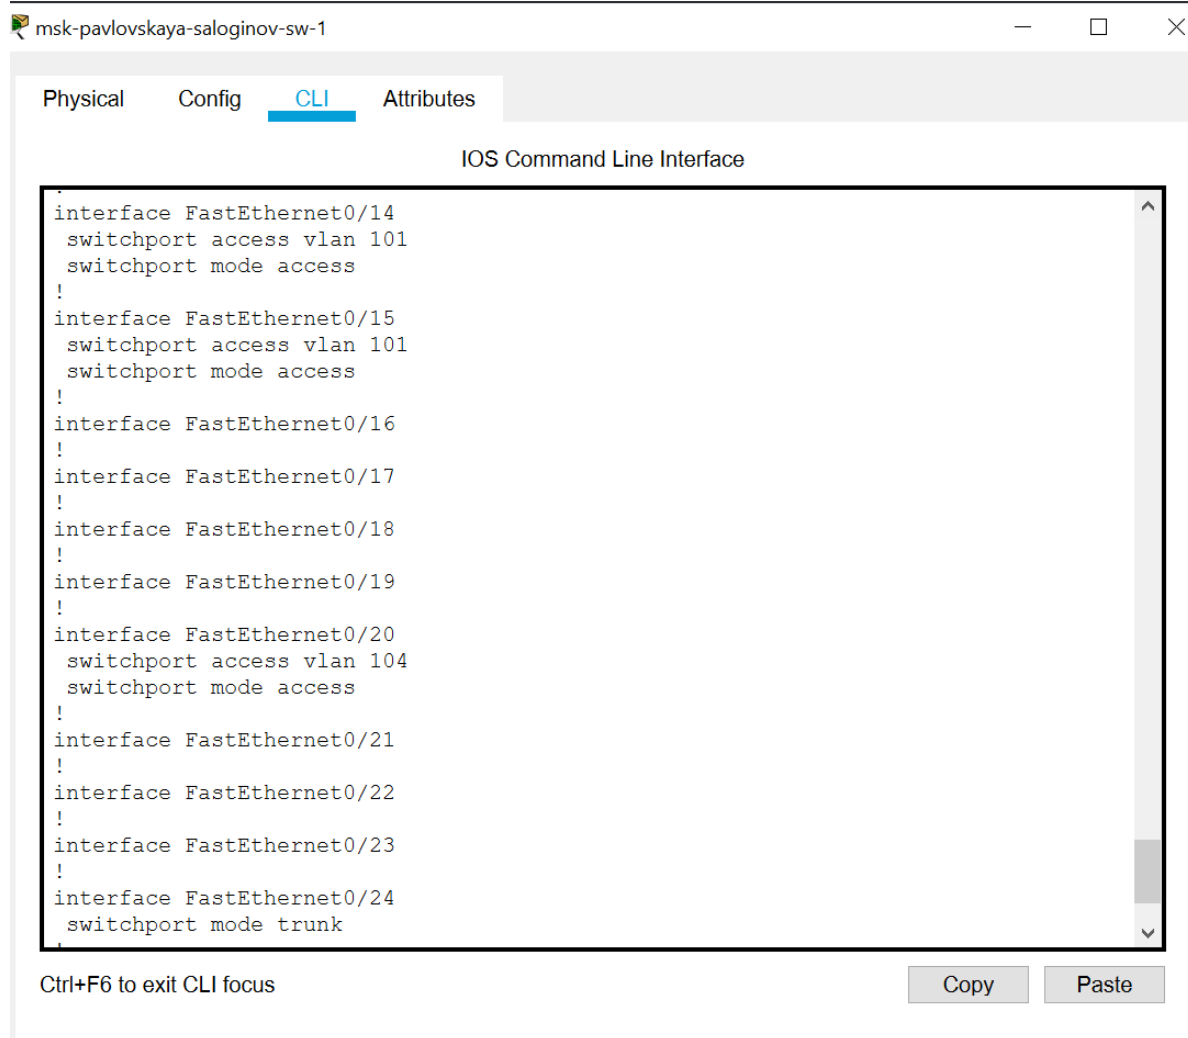 msk-pavlovskaya-saloginov-sw-1
Physical Config CLI Attributes
IOS Command Line Interface
!
interface FastEthernet0/14
 switchport access vlan 101
 switchport mode access
!
interface FastEthernet0/15
 switchport access vlan 101
 switchport mode access
!
interface FastEthernet0/16
!
interface FastEthernet0/17
!
interface FastEthernet0/18
!
interface FastEthernet0/19
!
interface FastEthernet0/20
 switchport access vlan 104
 switchport mode access
!
interface FastEthernet0/21
!
interface FastEthernet0/22
!
interface FastEthernet0/23
!
interface FastEthernet0/24
 switchport mode trunk
!
Ctrl+F6 to exit CLI focus
Copy Paste